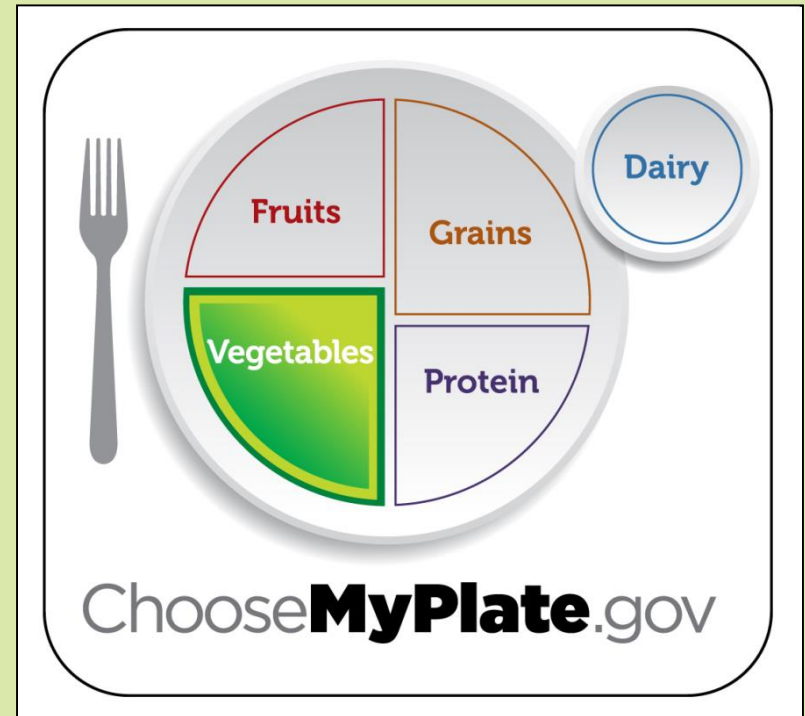 Dairy
Fruits
Grains
Vegetables
Protein
ChooseMyPlate.gov